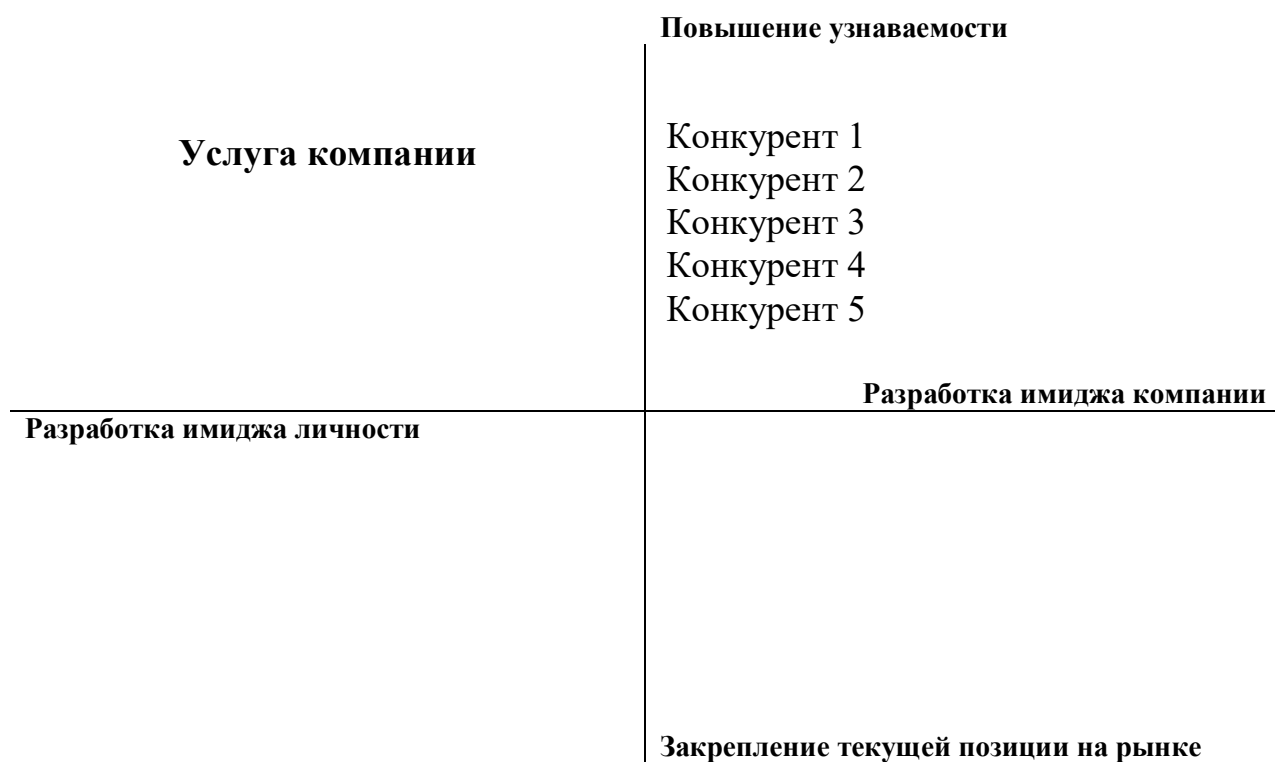 Повышение узнаваемости
Услуга компании
Конкурент 1
Конкурент 2
Конкурент 3
Конкурент 4
Конкурент 5
Разработка имиджа компании
Разработка имиджа личности
Закрепление текущей позиции на рынке